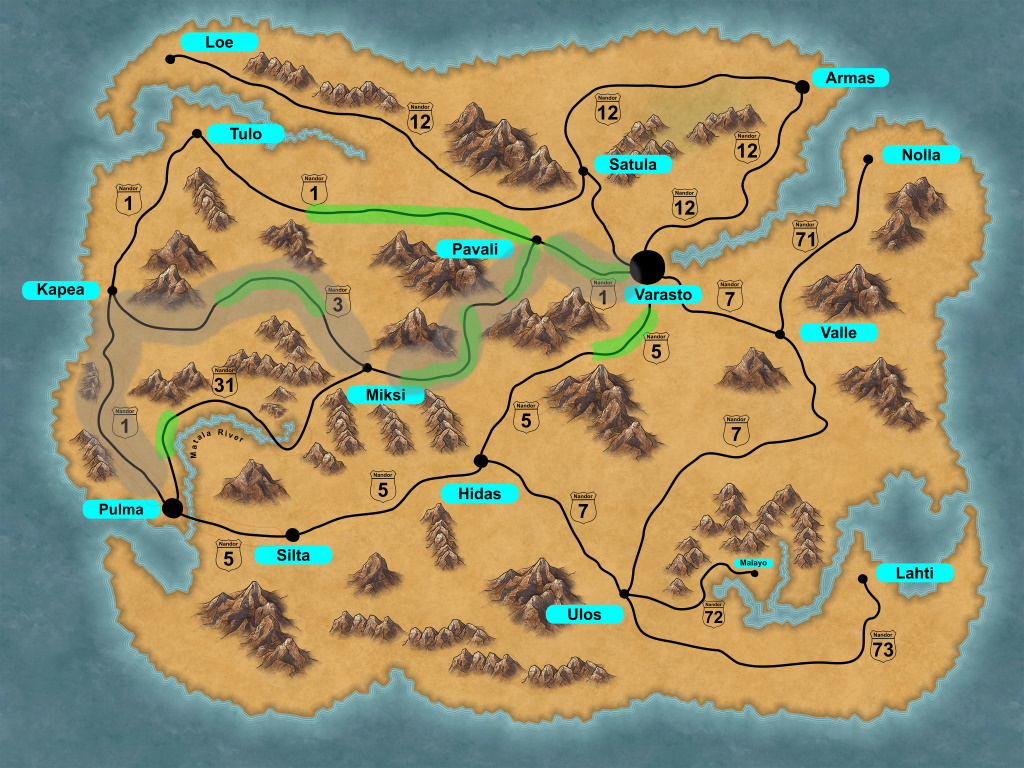 Loe
Armas
Nandor
12
Nandor
12
Tulo
Nandor
12
Satula
Nolla
Nandor
1
Nandor
1
Nandor
12
Nandor
71
Pavali
Kapea
Nandor
3
Nandor
1
Varasto
Nandor
7
Valle
Nandor
5
Nandor
31
Miksi
Nandor
1
Matala River
Nandor
5
Nandor
7
Pulma
Nandor
5
Hidas
Nandor
7
Silta
Nandor
5
Malayo
Lahti
Ulos
Nandor
72
Nandor
73